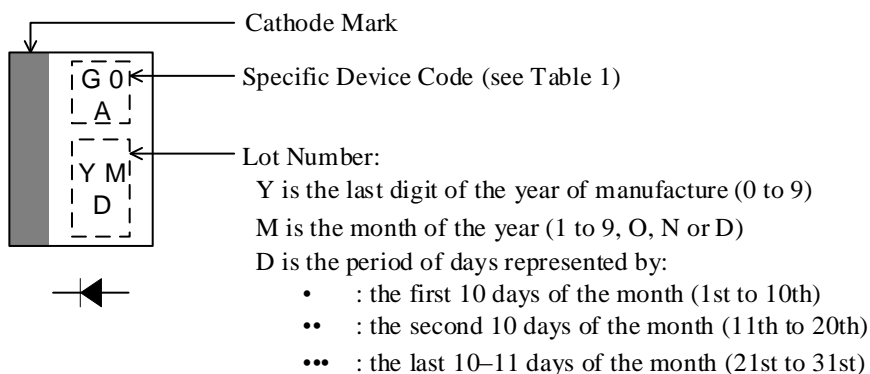 Cathode Mark
G 0
A
Specific Device Code (see Table 1)
Y M
D
Lot Number:
Y is the last digit of the year of manufacture (0 to 9)
M is the month of the year (1 to 9, O, N or D)
D is the period of days represented by:
• : the first 10 days of the month (1st to 10th)
•• : the second 10 days of the month (11th to 20th)
••• : the last 10–11 days of the month (21st to 31st)